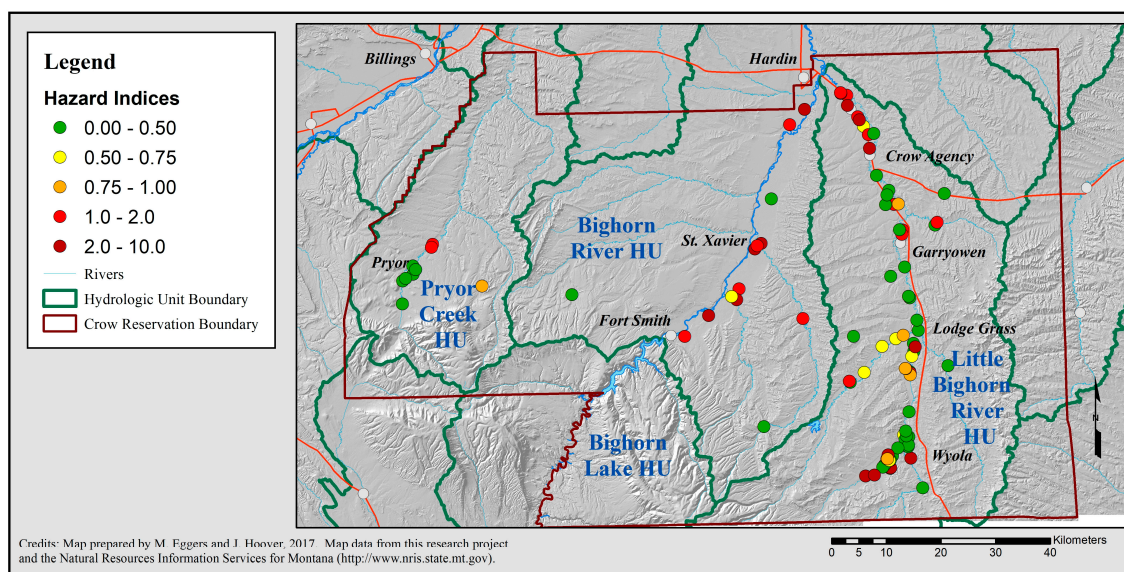 Legend
Hazard Indices
0.00 - 0.50
0.50 - 0.75
0.75 - 1.00
1.0 - 2.0
2.0 - 10.0
Rivers
Hydrologic Unit Boundary
Crow Reservation Boundary
Billings
Hardin
Crow Agency
Bighorn
River HU
St. Xavier
Garryowen
Pryor
Pryor
Creek
HU
Fort Smith
Lodge Grass
Little
Bighorn
River
HU
Bighorn
Lake HU
Wyola
N
Credits: Map prepared by M. Eggers and J. Hoover, 2017. Map data from this research project
and the Natural Resources Information Services for Montana (http://www.nris.state.mt.gov).
Kilometers
0 5 10 20 30 40